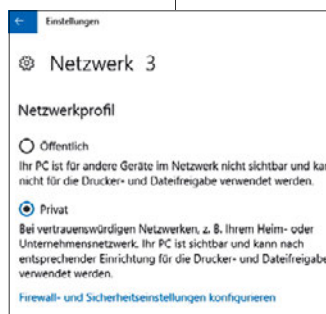 Einstellungen
Netzwerk 3
Netzwerkprofil
Öffentlich
Ihr PC ist für andere Geräte im Netzwerk nicht sichtbar und
nicht für die Drucker- und Dateifreigabe verwendet werden.
Privat
Bei vertrauenswürdigen Netzwerken, z. B. Ihrem Heim- oder
Unternehmensnetzwerk. Ihr PC ist sichtbar und kann nach
entsprechender Einrichtung für die Drucker- und Dateifreigabe
verwendet werden.
Firewall- und Sicherheitseinstellungen konfigurieren